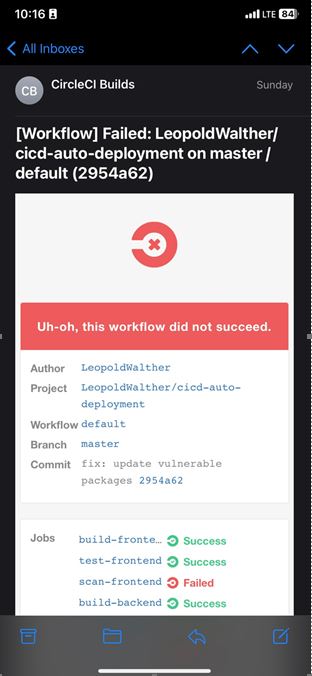 10:16
LTE 84
All Inboxes
CB
CircleCI Builds
Sunday
[Workflow] Failed: LeopoldWalther/
cicd-auto-deployment on master /
default (2954a62)
Uh-oh, this workflow did not succeed.
Author LeopoldWalther
Project LeopoldWalther/cicd-auto-
deployment
Workflow default
Branch master
Commit fix: update vulnerable
packages 2954a62
Jobs build-fronte… Success
test-frontend Success
scan-frontend Failed
build-backend Success